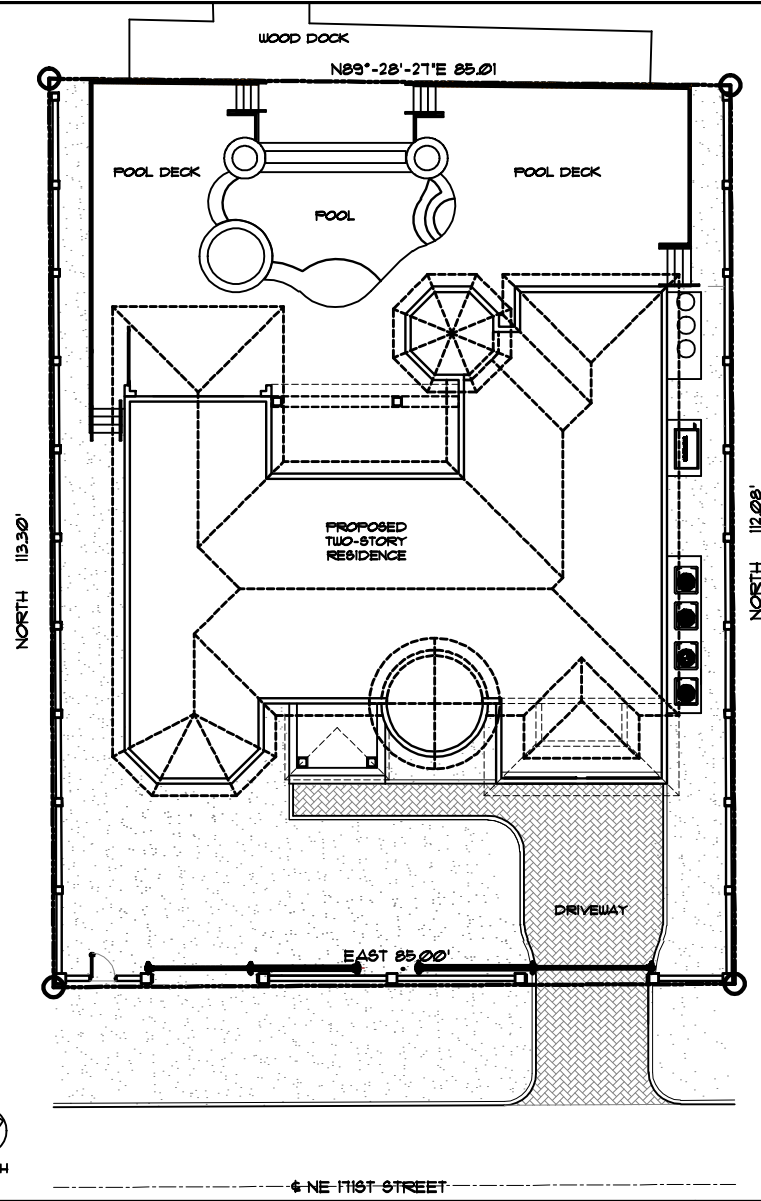 WOOD DOCK
N89°-28'-27"E 85.01
POOL DECK
POOL DECK
POOL
NORTH 113.30'
NORTH 112.08'
PROPOSED
TWO-STORY
RESIDENCE
DRIVEWAY
EAST 85.00'
H
℄ NE 171ST STREET